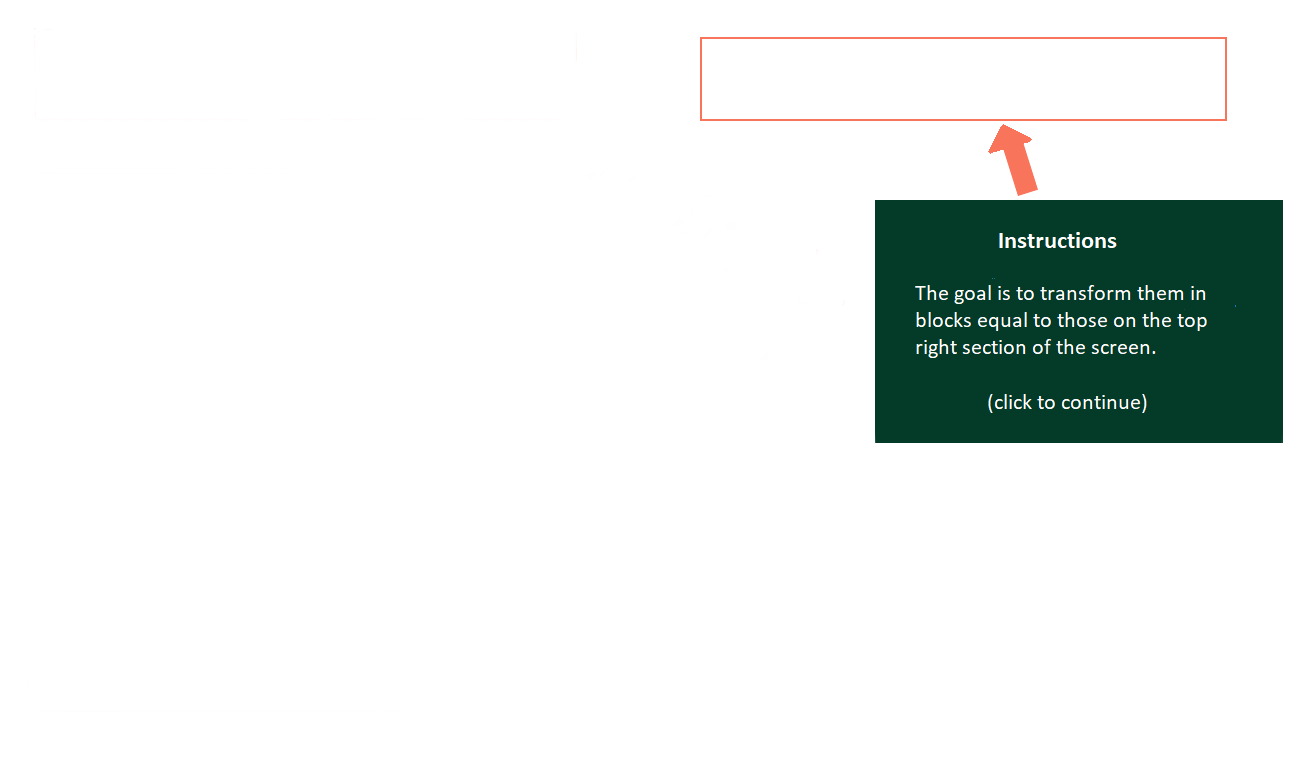 Instructions
The goal is to transform them in
blocks equal to those on the top
right section of the screen.
(click to continue)